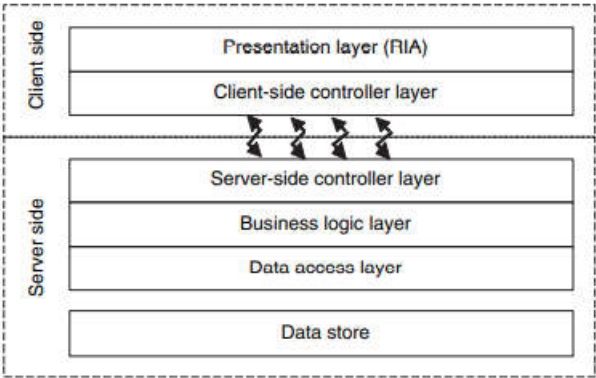 Client side
Presentation layer (RIA)
Client-side controller layer
Server side
Server-side controller layer
Business logic layer
Data access layer
Data store